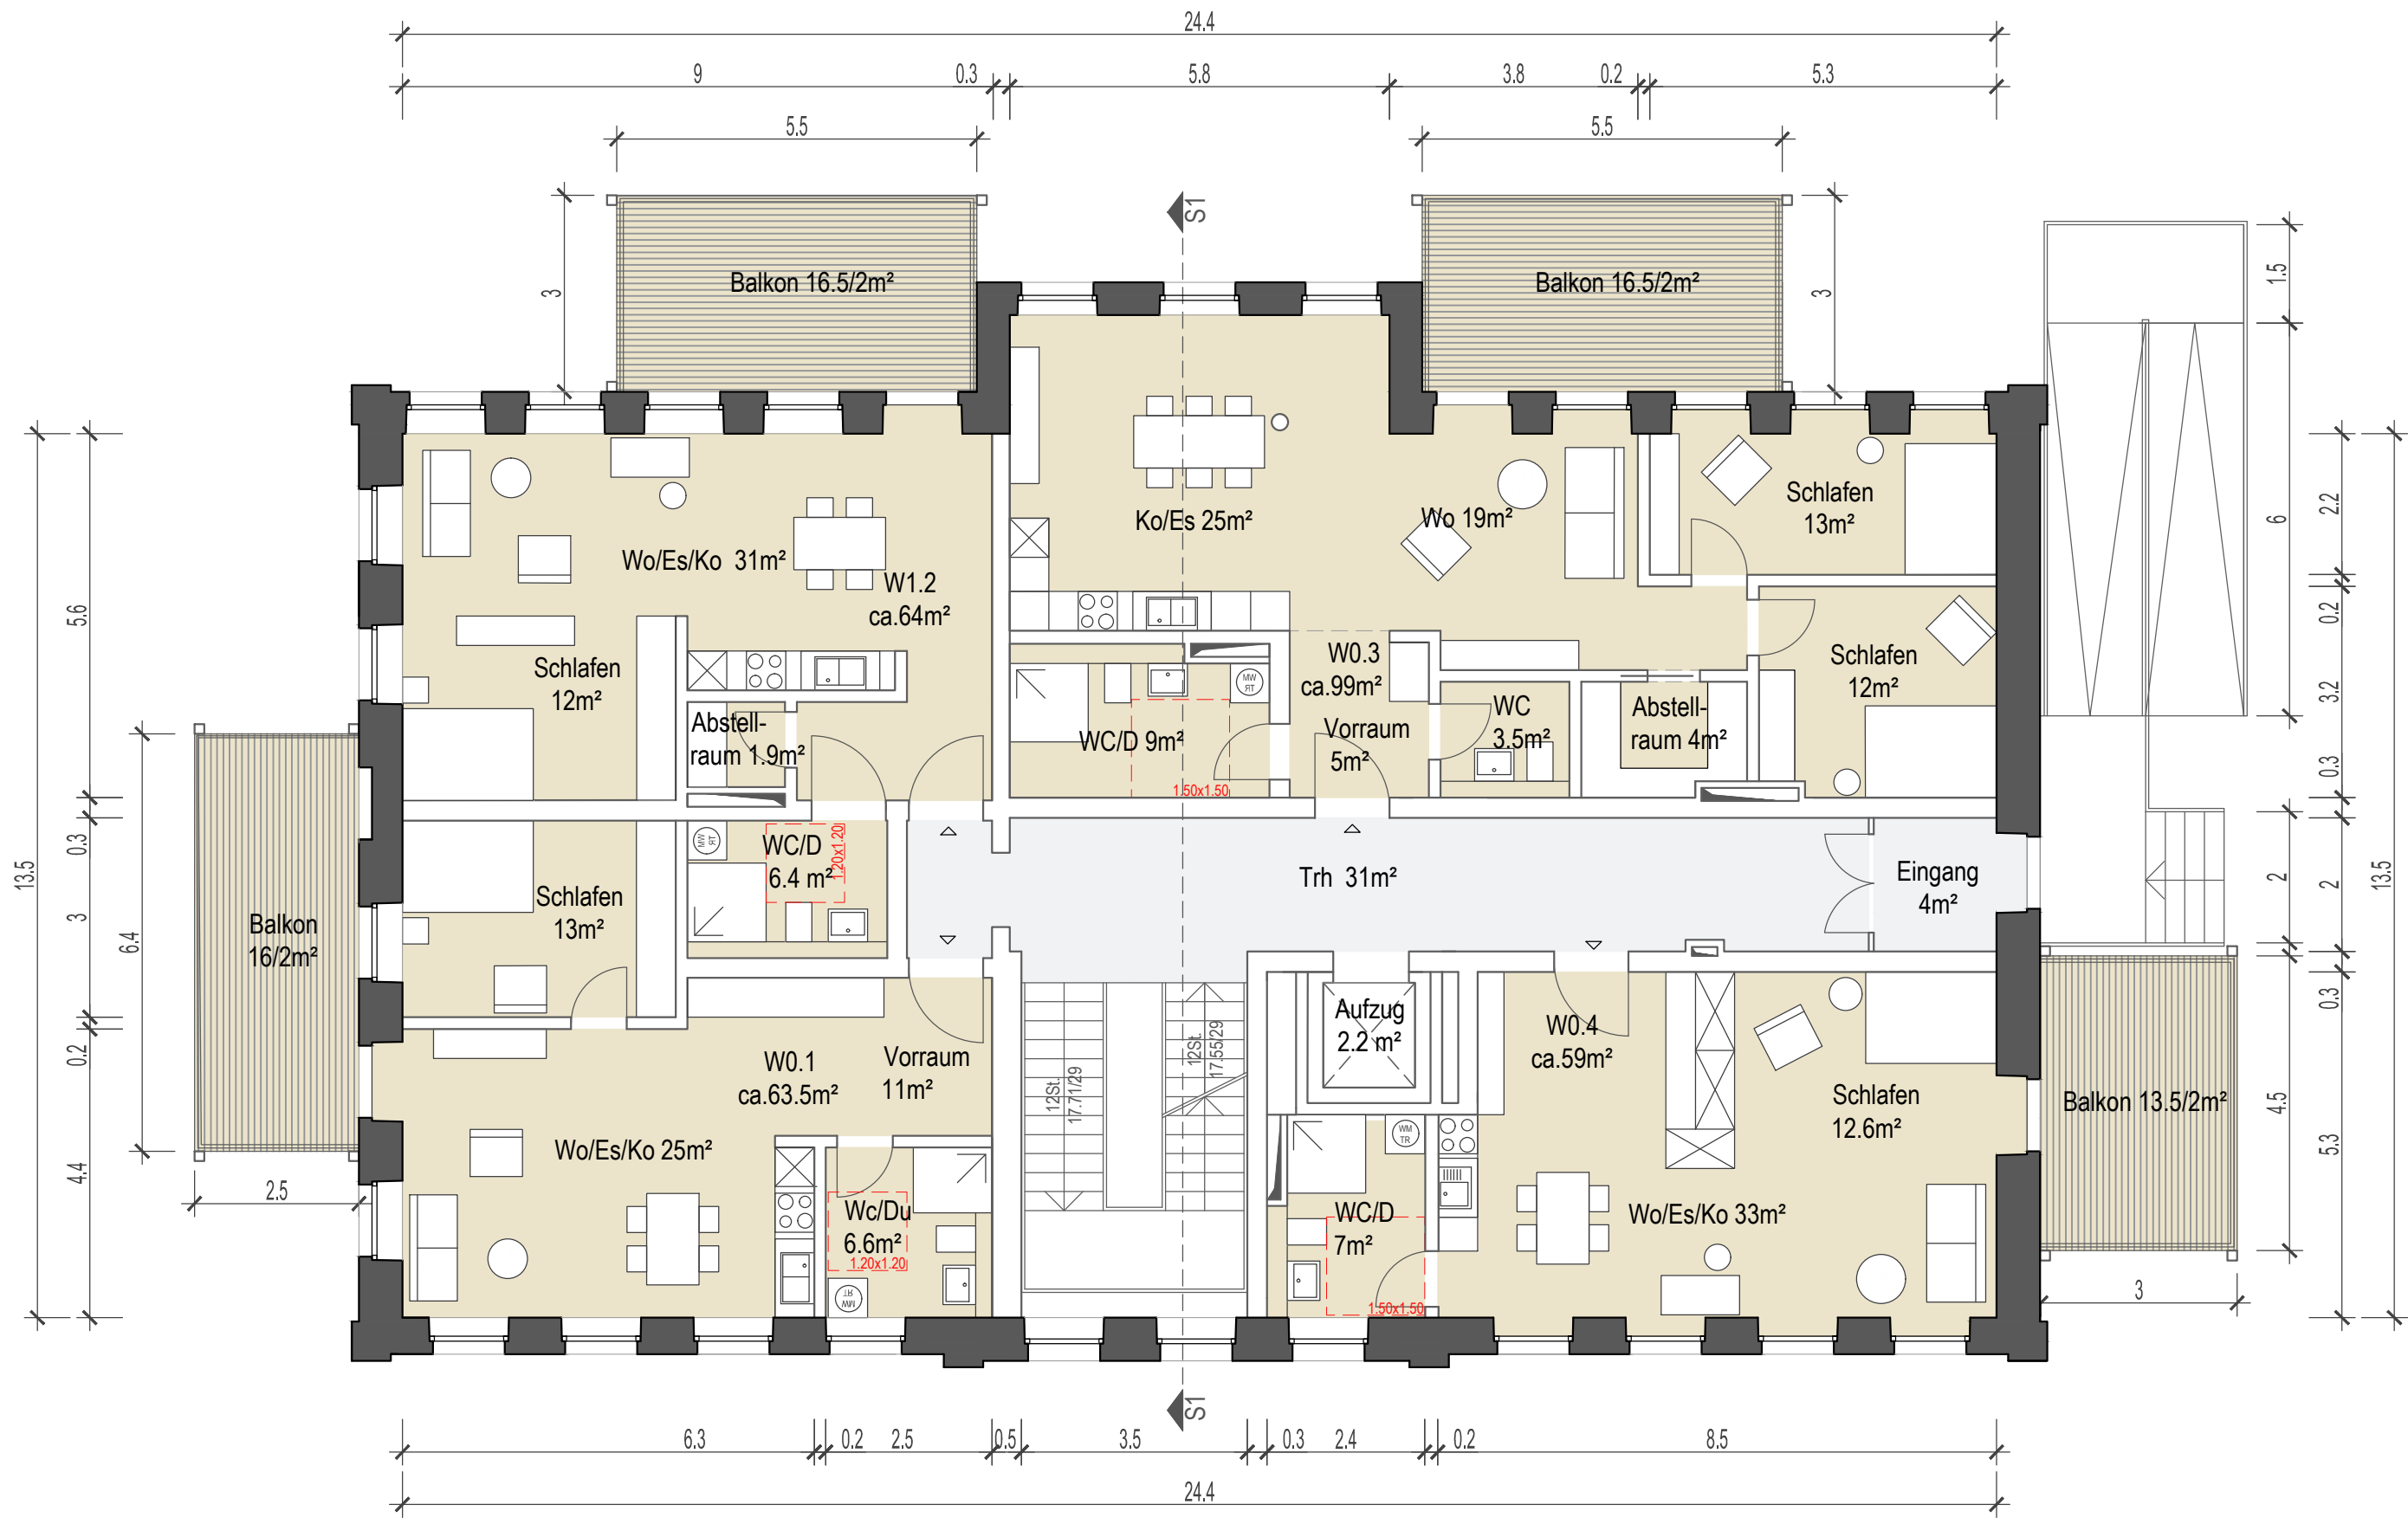 24.4
9
0.3
5.8
3.8
0.2
5.3
5.5
5.5
S1
3
Balkon 16.5/2m²
Balkon 16.5/2m²
3
1.5
6
2.2
0.2
3.2
0.3
2
2
0.3
4.5
5.3
13.5
13.5
5.6
0.3
3
0.2
4.4
6.4
2.5
3
Wo/Es/Ko 31m²
W1.2
ca.64m²
Schlafen
12m²
Abstell-
raum 1.9m²
Ko/Es 25m²
Wo 19m²
Schlafen
13m²
W0.3
ca.99m²
Vorraum
5m²
WC/D 9m²
MW
RT
1.50x1.50
WC
3.5m²
Abstell-
raum 4m²
Schlafen
12m²
MW
RT
WC/D
6.4 m²
1.20x1.20
Schlafen
13m²
Balkon
16/2m²
Trh 31m²
Eingang
4m²
W0.1
ca.63.5m²
Vorraum
11m²
Wo/Es/Ko 25m²
Wc/Du
6.6m²
1.20x1.20
MW
RT
12St.
17.71/29
12St.
17.55/29
Aufzug
2.2 m²
WM
TR
WC/D
7m²
1.50x1.50
W0.4
ca.59m²
Schlafen
12.6m²
Wo/Es/Ko 33m²
Balkon 13.5/2m²
S1
6.3
0.2
2.5
0.5
3.5
0.3
2.4
0.2
8.5
24.4